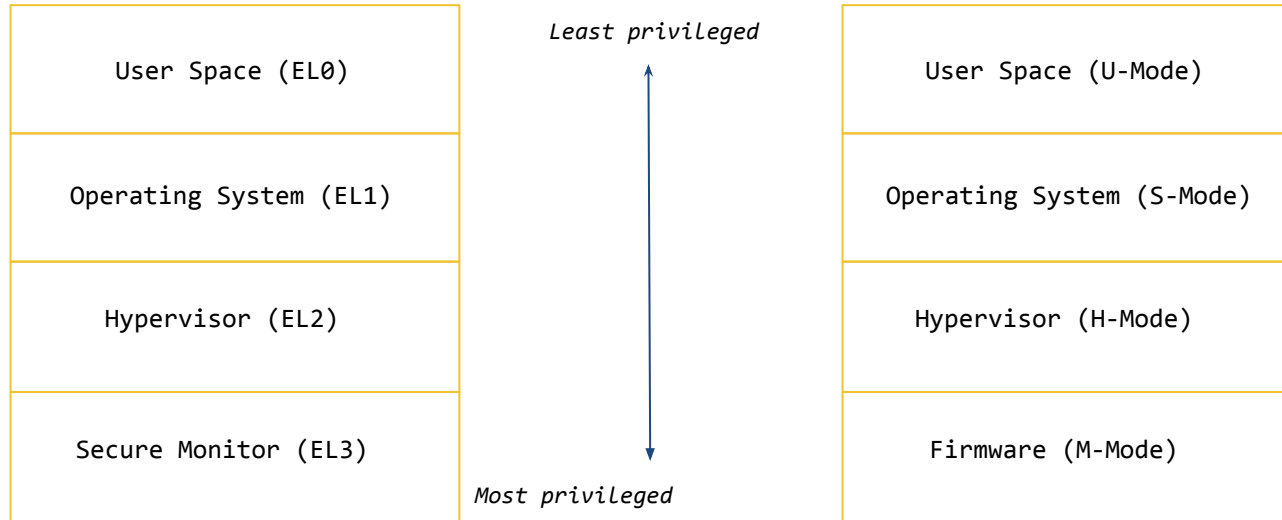 Least privileged
User Space (EL0)
User Space (U-Mode)
Operating System (EL1)
Operating System (S-Mode)
Hypervisor (EL2)
Hypervisor (H-Mode)
Secure Monitor (EL3)
Firmware (M-Mode)
Most privileged